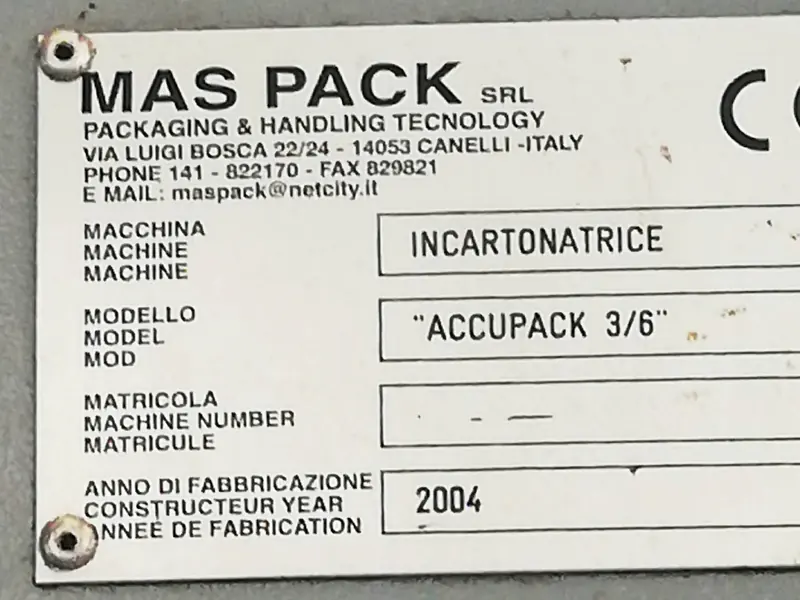 MAS PACK SRL
PACKAGING & HANDLING TECNOLOGY
VIA LUIGI BOSCA 22/24 - 14053 CANELLI -ITALY
PHONE 141 - 822170 - FAX 829821
E MAIL: maspack@netcity.it
MACCHINA
MACHINE
MACHINE
INCARTONATRICE
MODELLO
MODEL
MOD
"ACCUPACK 3/6"
MATRICOLA
MACHINE NUMBER
MATRICULE
ANNO DI FABBRICAZIONE
CONSTRUCTEUR YEAR
ANNEÉ DE FABRICATION
2004